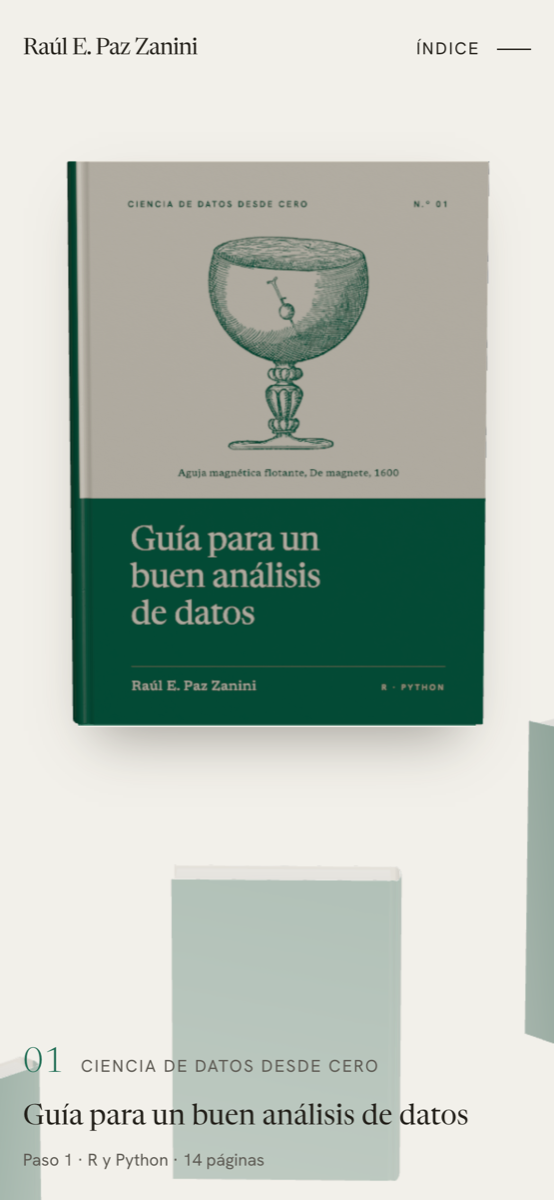 Raúl E. Paz Zanini
ÍNDICE
CIENCIA DE DATOS DESDE CERO
N.º 01
Aguja magnética flotante, De magnete, 1600
Guía para un
buen análisis
de datos
Raúl E. Paz Zanini
R · PYTHON
01 CIENCIA DE DATOS DESDE CERO
Guía para un buen análisis de datos
Paso 1 · R y Python · 14 páginas